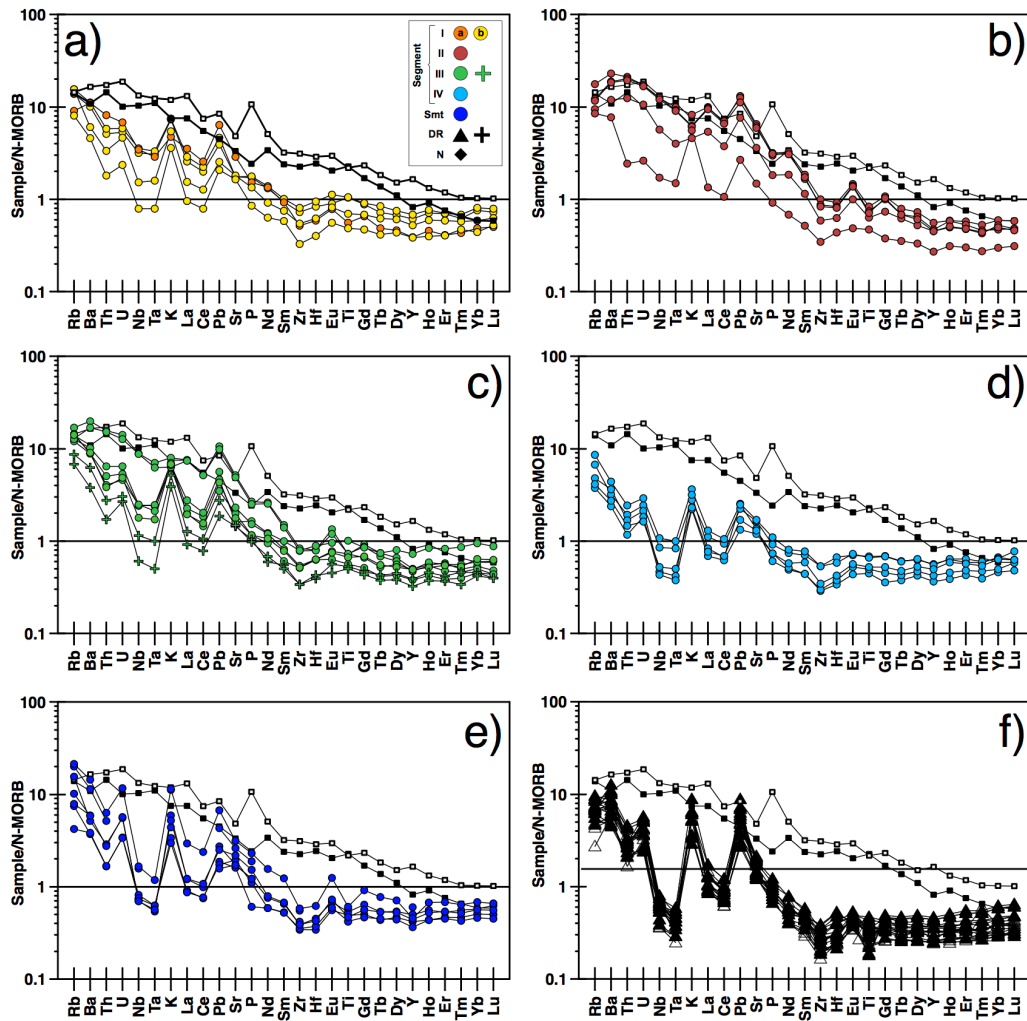 a)
100
10
1
0.1
Sample/N-MORB
Rb Ba Th U Nb Ta K La Ce Pb Sr P Nd Sm Zr Hf Eu Ti Gd Tb Dy Y Ho Er Tm Yb Lu
Segment
I a b
II
III
IV
Smt
DR
N
b)
100
10
1
0.1
Sample/N-MORB
Rb Ba Th U Nb Ta K La Ce Pb Sr P Nd Sm Zr Hf Eu Ti Gd Tb Dy Y Ho Er Tm Yb Lu
c)
100
10
1
0.1
Sample/N-MORB
Rb Ba Th U Nb Ta K La Ce Pb Sr P Nd Sm Zr Hf Eu Ti Gd Tb Dy Y Ho Er Tm Yb Lu
d)
100
10
1
0.1
Sample/N-MORB
Rb Ba Th U Nb Ta K La Ce Pb Sr P Nd Sm Zr Hf Eu Ti Gd Tb Dy Y Ho Er Tm Yb Lu
e)
100
10
1
0.1
Sample/N-MORB
Rb Ba Th U Nb Ta K La Ce Pb Sr P Nd Sm Zr Hf Eu Ti Gd Tb Dy Y Ho Er Tm Yb Lu
f)
100
10
1
0.1
Sample/N-MORB
Rb Ba Th U Nb Ta K La Ce Pb Sr P Nd Sm Zr Hf Eu Ti Gd Tb Dy Y Ho Er Tm Yb Lu